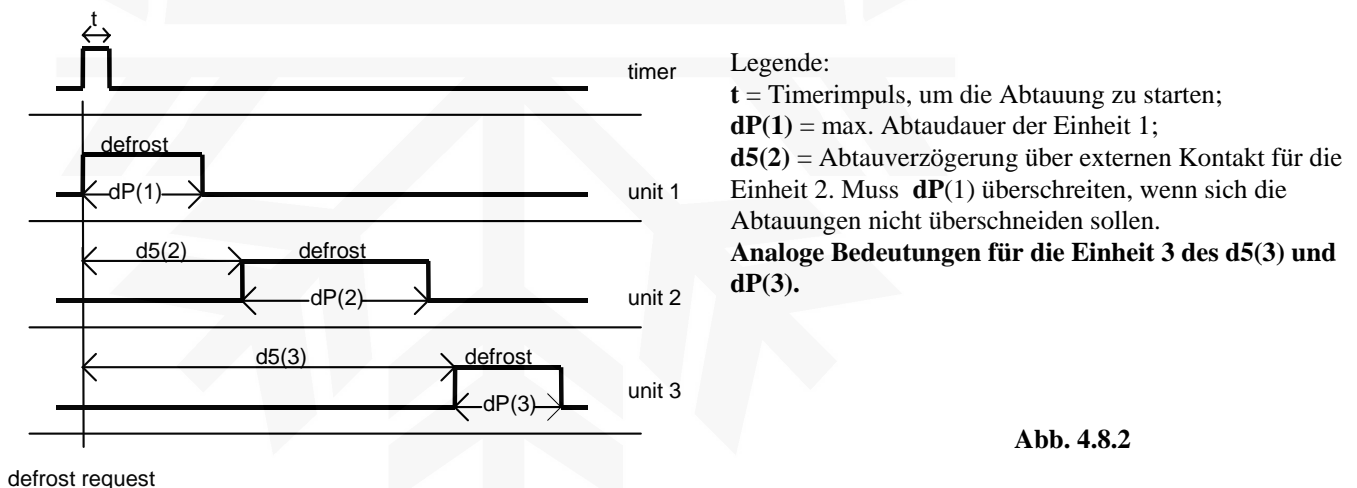 t
timer
defrost
dP(1)
unit 1
d5(2)
defrost
dP(2)
unit 2
d5(3)
defrost
dP(3)
unit 3
defrost request
Legende:
t = Timerimpuls, um die Abtauung zu starten;
dP(1) = max. Abtaudauer der Einheit 1;
d5(2) = Abtauverzögerung über externen Kontakt für die
Einheit 2. Muss dP(1) überschreiten, wenn sich die
Abtauungen nicht überschneiden sollen.
Analoge Bedeutungen für die Einheit 3 des d5(3) und
dP(3).
Abb. 4.8.2